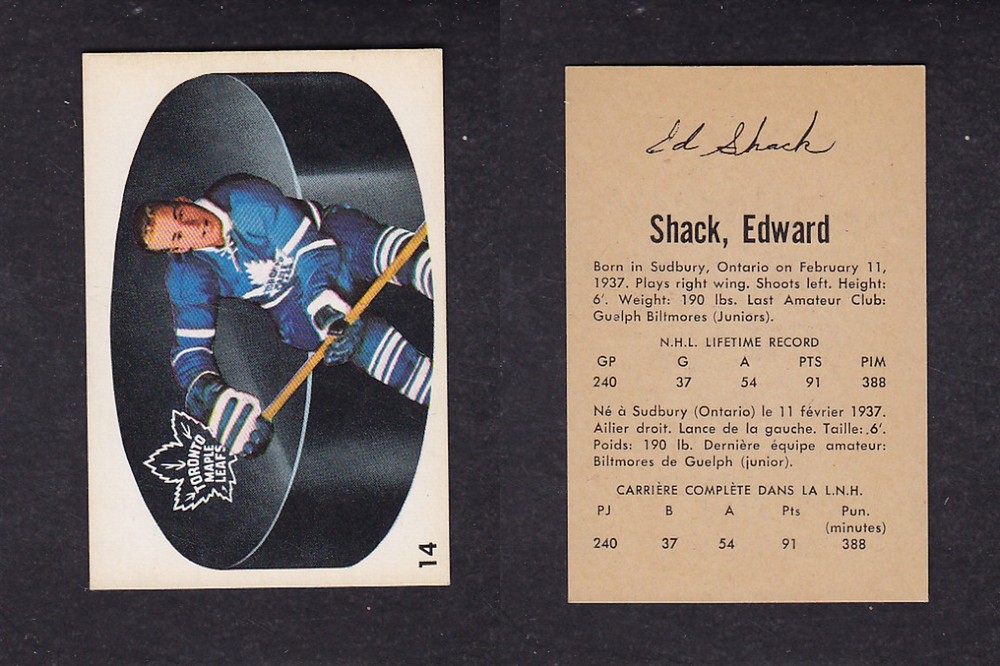 TORONTO
MAPLE
LEAFS
14
Ed Shack
Shack, Edward
Born in Sudbury, Ontario on February 11,
1937. Plays right wing. Shoots left. Height:
6'. Weight: 190 lbs. Last Amateur Club:
Guelph Biltmores (Juniors).
N.H.L. LIFETIME RECORD
GP G A PTS PIM
240 37 54 91 388
Né à Sudbury (Ontario) le 11 février 1937.
Ailier droit. Lance de la gauche. Taille: 6'.
Poids: 190 lb. Dernière équipe amateur:
Biltmores de Guelph (junior).
CARRIÈRE COMPLÈTE DANS LA L.N.H.
PJ B A Pts Pun.
(minutes)
240 37 54 91 388